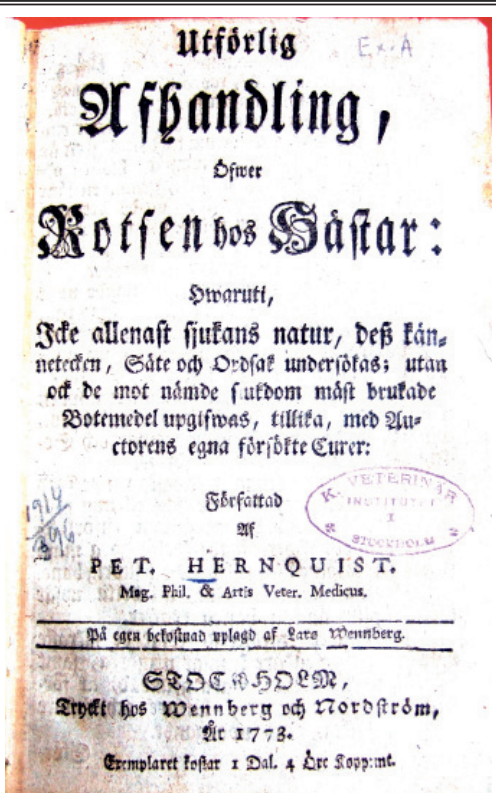 Utförlig
Ex. A
Afhandling,
Öfwer
Rotsen hos Hästar:
Hwaruti,
Icke allenast sjukans natur, deß kän-
netecken, Säte och Ordsak undersökas; utan
ock de mot nämde sjukdom mäst brukade
Botemedel upgifwas, tillika, med Au-
ctorens egna försökte Curer:
K. VETERINÄR
INSTITUTET
I
STOCKHOLM
1914
396
Författad
Af
PET. HERNQUIST.
Mag. Phil. & Artis Veter. Medicus.
På egen bekostnad uplagd af Lars Wennberg.
STOCKHOLM,
Tryckt hos Wennberg och Nordström,
År 1773.
Exemplaret kostar 1 Dal. 4 Öre Kopp:mt.